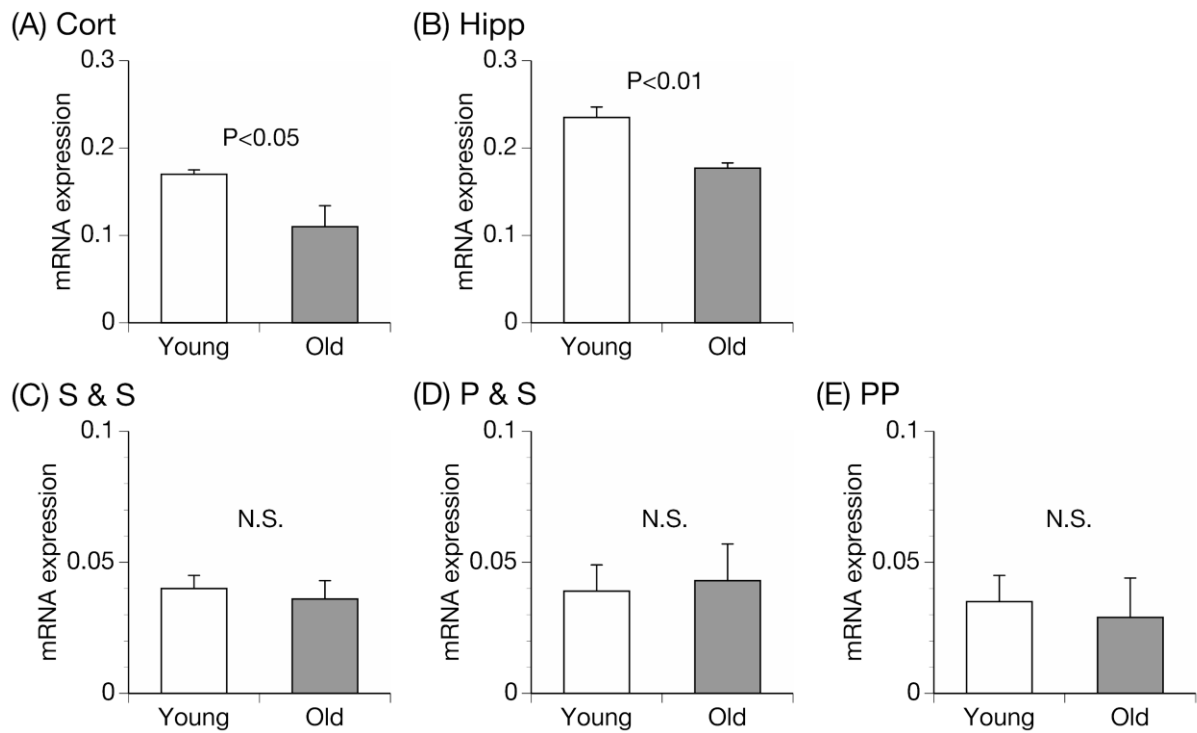 (A) Cort
mRNA expression
0.3
0.2
0.1
0
P<0.05
Young Old
(B) Hipp
mRNA expression
0.3
0.2
0.1
0
P<0.01
Young Old
(C) S & S
mRNA expression
0.1
0.05
0
N.S.
Young Old
(D) P & S
mRNA expression
0.1
0.05
0
N.S.
Young Old
(E) PP
mRNA expression
0.1
0.05
0
N.S.
Young Old